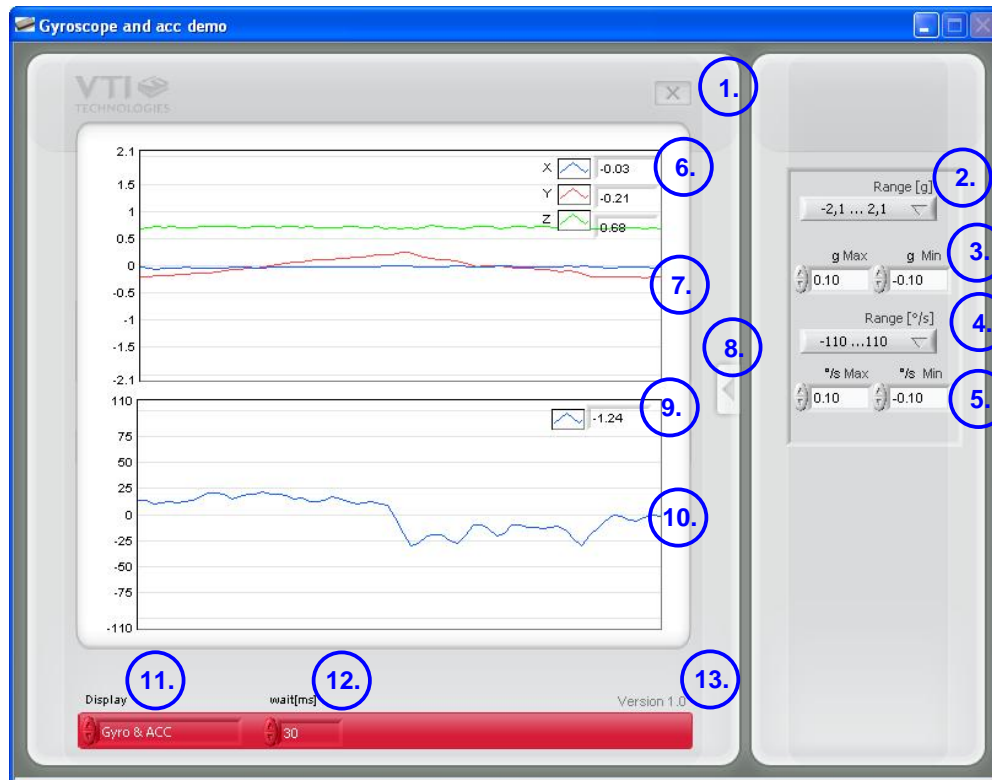 Gyroscope and acc demo
VTI
TECHNOLOGIES
X
1.
2.1
1.5
1
0.5
0
-0.5
-1
-1.5
-2.1
X -0.03
6.
Y -0.21
Z 0.68
7.
8.
110
75
50
25
0
-25
-50
-75
-110
-1.24
9.
10.
Range [g]
2.
-2,1 ... 2,1
g Max g Min
3.
0.10 -0.10
Range [°/s]
4.
-110 ...110
°/s Max °/s Min
0.10 -0.10
5.
11.
12.
13.
Display wait[ms] Version 1.0
Gyro & ACC 30